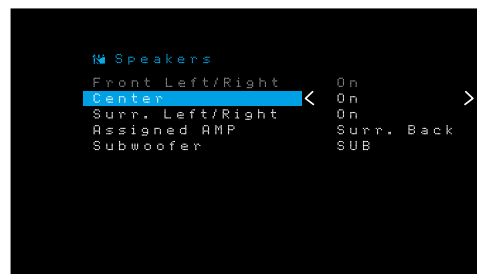 Speakers
Front Left/Right On
Center < On >
Surr. Left/Right On
Assigned AMP Surr. Back
Subwoofer SUB